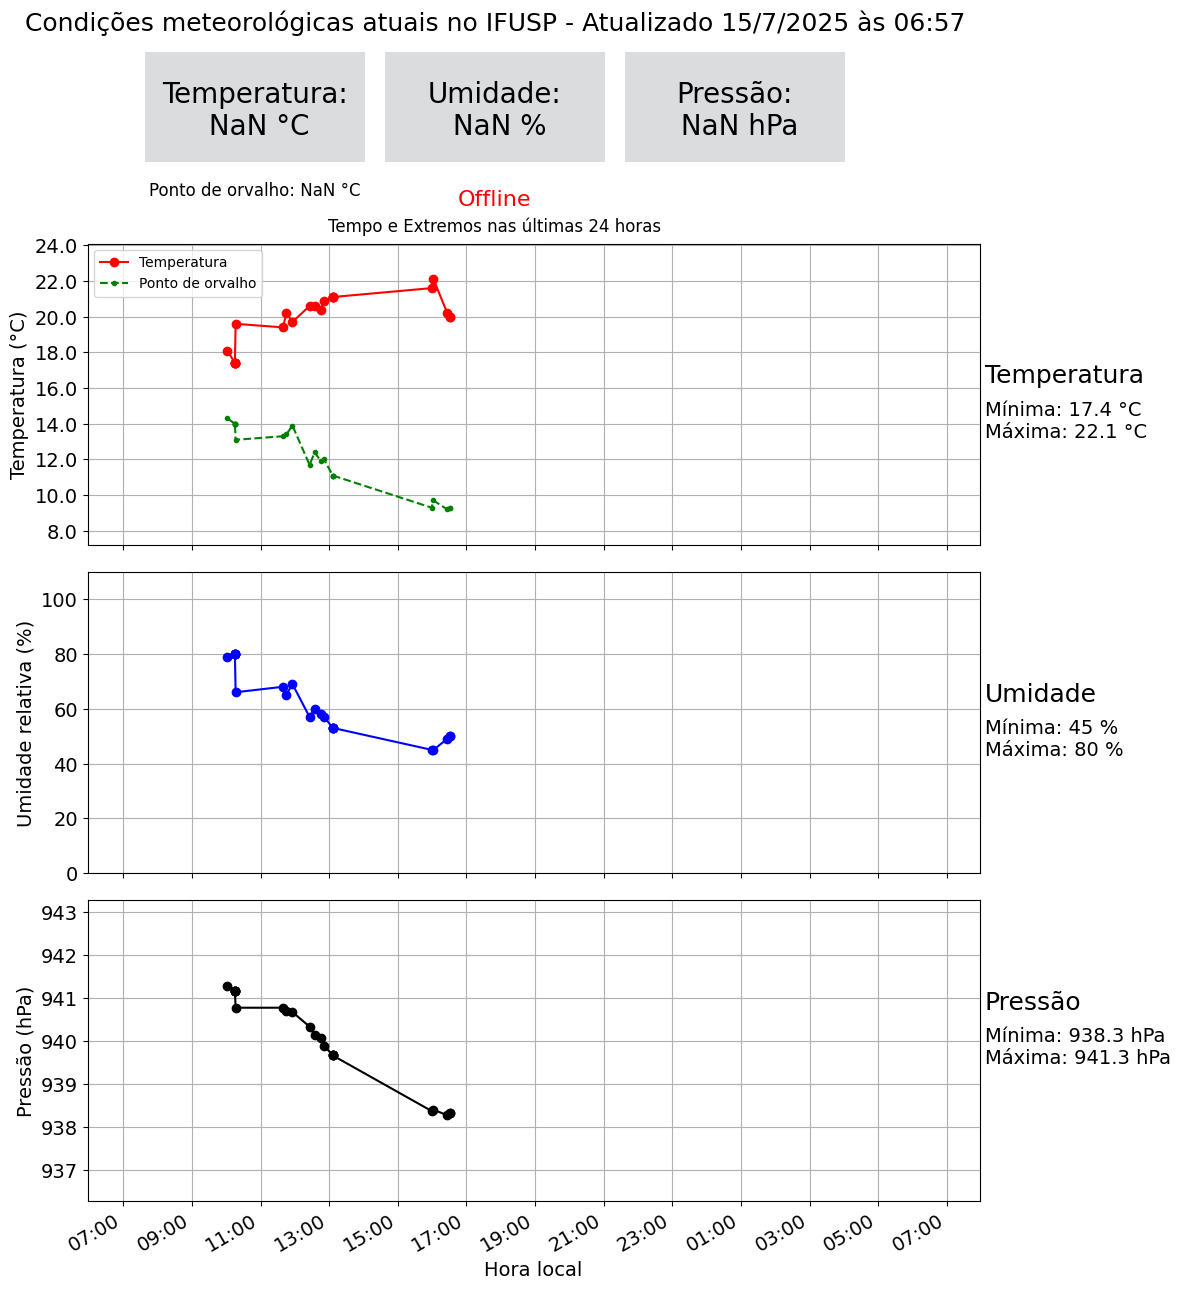 Condições meteorológicas atuais no IFUSP - Atualizado 15/7/2025 às 06:57
Temperatura:
NaN °C
Umidade:
NaN %
Pressão:
NaN hPa
Ponto de orvalho: NaN °C
Offline
Tempo e Extremos nas últimas 24 horas
Temperatura (°C)
24.0
22.0
20.0
18.0
16.0
14.0
12.0
10.0
8.0
Temperatura
Ponto de orvalho
Temperatura
Mínima: 17.4 °C
Máxima: 22.1 °C
Umidade relativa (%)
100
80
60
40
20
0
Umidade
Mínima: 45 %
Máxima: 80 %
Pressão (hPa)
943
942
941
940
939
938
937
Pressão
Mínima: 938.3 hPa
Máxima: 941.3 hPa
07:00 09:00 11:00 13:00 15:00 17:00 19:00 21:00 23:00 01:00 03:00 05:00 07:00
Hora local